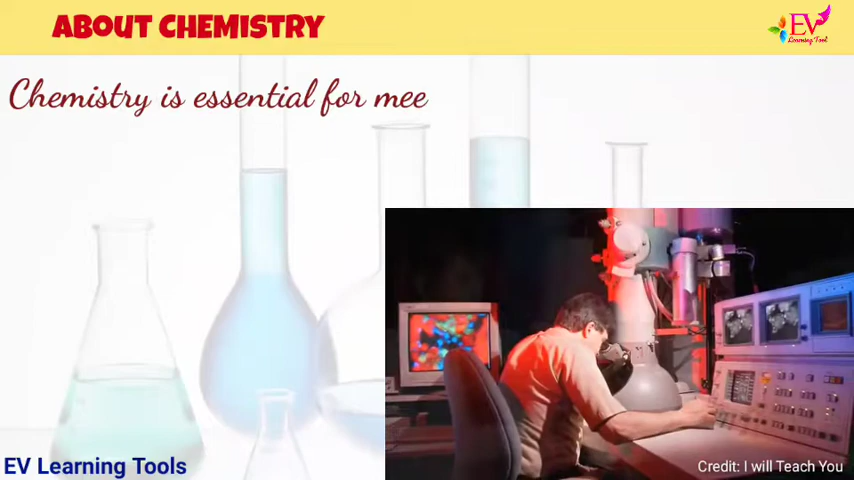 ABOUT CHEMISTRY
EV
Learning Tool
Chemistry is essential for mee
EV Learning Tools
Credit: I will Teach You